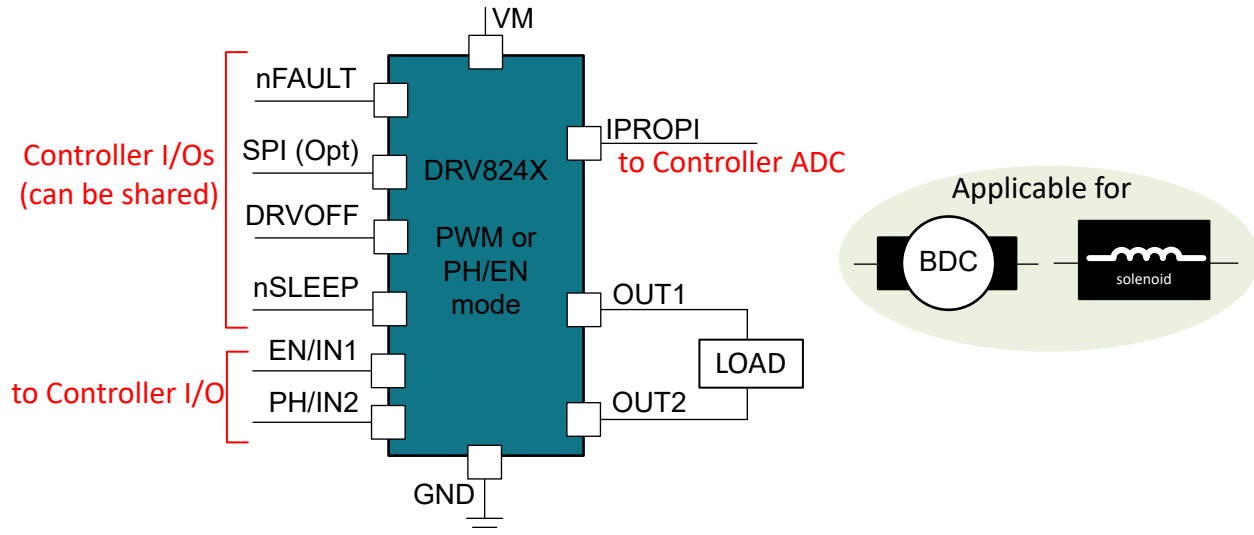 VM
nFAULT
SPI (Opt)
DRVOFF
nSLEEP
Controller I/Os
(can be shared)
EN/IN1
PH/IN2
to Controller I/O
DRV824X
PWM or
PH/EN
mode
IPROPI
to Controller ADC
OUT1
LOAD
OUT2
GND
Applicable for
BDC
solenoid